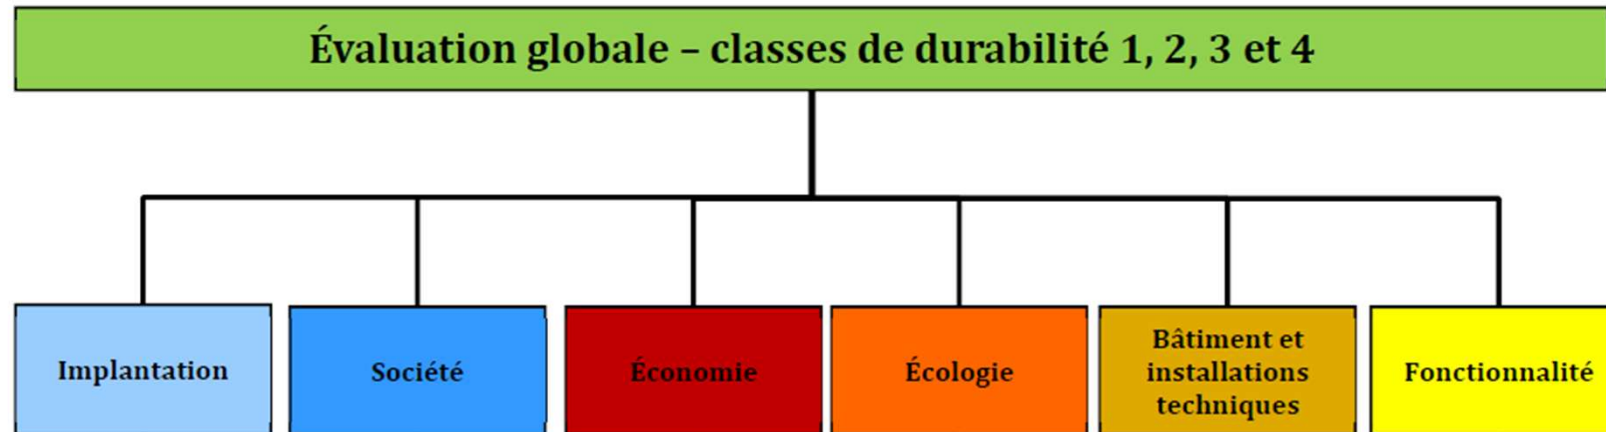 Évaluation globale – classes de durabilité 1, 2, 3 et 4
Implantation
Société
Économie
Écologie
Bâtiment et
installations
techniques
Fonctionnalité